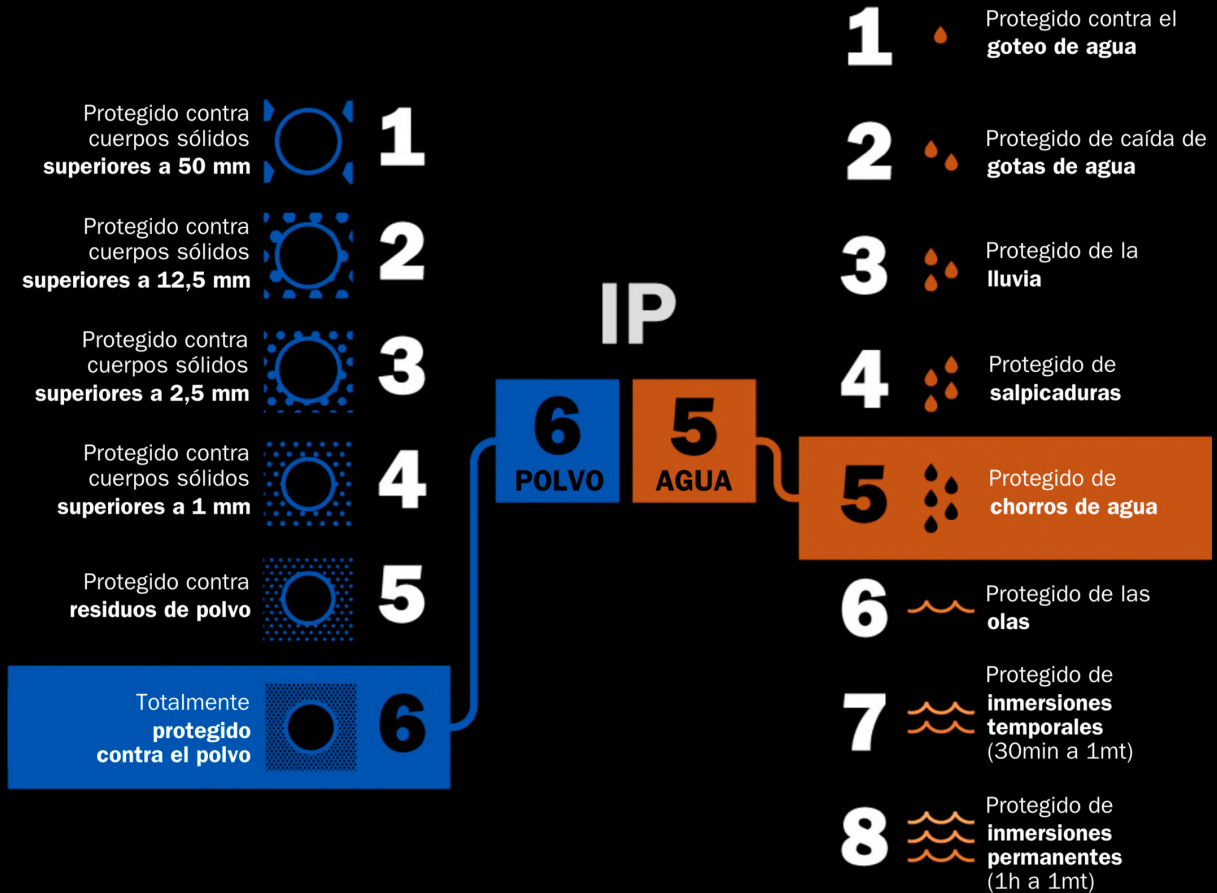 Protegido contra
cuerpos sólidos
superiores a 50 mm
1
Protegido contra
cuerpos sólidos
superiores a 12,5 mm
2
Protegido contra
cuerpos sólidos
superiores a 2,5 mm
3
Protegido contra
cuerpos sólidos
superiores a 1 mm
4
Protegido contra
residuos de polvo
5
Totalmente
protegido
contra el polvo
6
IP
6
POLVO
5
AGUA
1
Protegido contra el
goteo de agua
2
Protegido de caída de
gotas de agua
3
Protegido de la
lluvia
4
Protegido de
salpicaduras
5
Protegido de
chorros de agua
6
Protegido de las
olas
7
Protegido de
inmersiones
temporales
(30min a 1mt)
8
Protegido de
inmersiones
permanentes
(1h a 1mt)